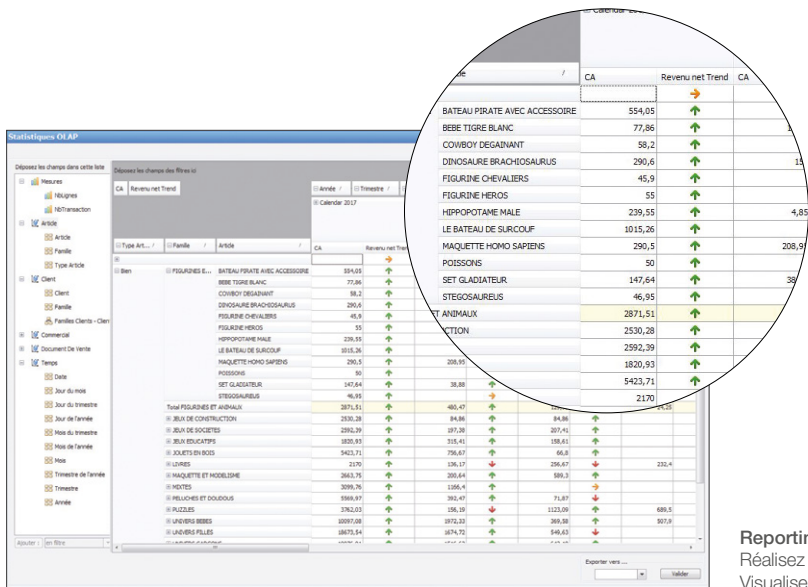 Calendar 20
CA Revenu net Trend CA
BATEAU PIRATE AVEC ACCESSOIRE 554,05
BEBE TIGRE BLANC 77,86
COWBOY DEGAINANT 58,2
DINOSAURE BRACHIOSAURUS 290,6
FIGURINE CHEVALIERS 45,9
FIGURINE HEROS 55
HIPPOPOTAME MALE 239,55 4,85
LE BATEAU DE SURCOUF 1015,26
MAQUETTE HOMO SAPIENS 290,5 208,95
POISSONS 50
SET GLADIATEUR 147,64 38
STEGOSAUREUS 46,95
ET ANIMAUX 2871,51
CTION 2530,28
2592,39
1820,93
5423,71
2170
Statistiques OLAP
Déposez les champs dans cette liste
Mesures
NbLignes
NbTransaction
Article
Article
Famille
Type Article
Client
Client
Famille
Familles Clients - Clien
Commercial
Document De Vente
Temps
Date
Jour du mois
Jour du trimestre
Jour de l'année
Mois du trimestre
Mois de l'année
Mois
Trimestre de l'année
Trimestre
Année
Ajouter : en filtre
Déposez les champs des filtres ici
CA Revenu net Trend
Année Trimestre
Calendar 2017
Type Art... Famille Article CA Revenu net Tren
Bien FIGURINES E... BATEAU PIRATE AVEC ACCESSOIRE 554,05
BEBE TIGRE BLANC 77,86
COWBOY DEGAINANT 58,2
DINOSAURE BRACHIOSAURUS 290,6
FIGURINE CHEVALIERS 45,9
FIGURINE HEROS 55
HIPPOPOTAME MALE 239,55
LE BATEAU DE SURCOUF 1015,26
MAQUETTE HOMO SAPIENS 290,5 208,95
POISSONS 50
SET GLADIATEUR 147,64 38,88
STEGOSAUREUS 46,95
Total FIGURINES ET ANIMAUX 2871,51 480,47 24,25
JEUX DE CONSTRUCTION 2530,28 84,86 84,86
JEUX DE SOCIETES 2592,39 197,38 207,41
JEUX EDUCATIFS 1820,93 315,41 158,61
JOUETS EN BOIS 5423,71 756,67 66,8
LIVRES 2170 136,17 256,67 232,4
MAQUETTE ET MODELISME 2663,75 200,64 589,3
MIXTES 3099,76 1166,4
PELUCHES ET DOUDOUS 5569,97 392,47 71,87
PUZZLES 3762,03 156,19 1123,09 689,5
UNIVERS BEBES 10097,08 1972,33 369,58 507,9
UNIVERS FILLES 18673,54 1674,72 549,63
Exporter vers ....
Valider
Reportin
Réalisez
Visualise